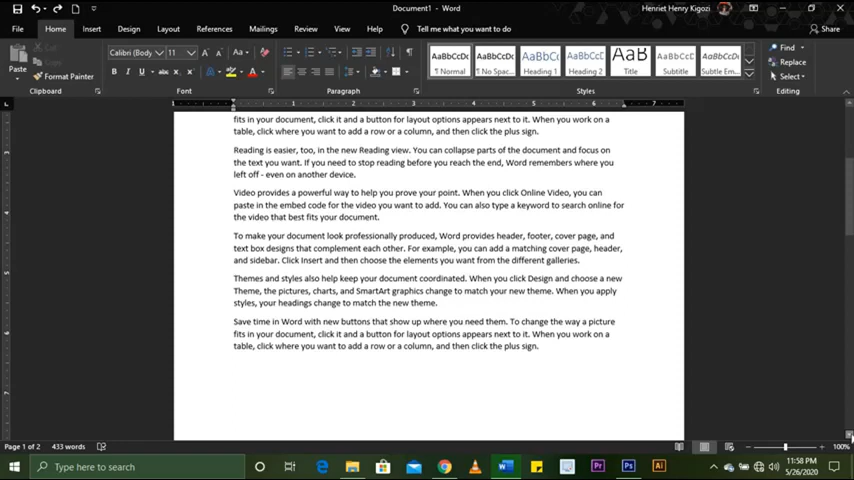 Document1 - Word
Henriet Henry Kigozi
File Home Insert Design Layout References Mailings Review View Help Tell me what you want to do Share
Paste
Cut
Copy
Format Painter
Calibri (Body) 11
Normal
No Spac...
Heading 1
Heading 2
Title
Subtitle
Subtle Em...
Find
Replace
Select
Clipboard Font Paragraph Styles Editing
fits in your document, click it and a button for layout options appears next to it. When you work on a
table, click where you want to add a row or a column, and then click the plus sign.
Reading is easier, too, in the new Reading view. You can collapse parts of the document and focus on
the text you want. If you need to stop reading before you reach the end, Word remembers where you
left off - even on another device.
Video provides a powerful way to help you prove your point. When you click Online Video, you can
paste in the embed code for the video you want to add. You can also type a keyword to search online for
the video that best fits your document.
To make your document look professionally produced, Word provides header, footer, cover page, and
text box designs that complement each other. For example, you can add a matching cover page, header,
and sidebar. Click Insert and then choose the elements you want from the different galleries.
Themes and styles also help keep your document coordinated. When you click Design and choose a new
Theme, the pictures, charts, and SmartArt graphics change to match your new theme. When you apply
styles, your headings change to match the new theme.
Save time in Word with new buttons that show up where you need them. To change the way a picture
fits in your document, click it and a button for layout options appears next to it. When you work on a
table, click where you want to add a row or a column, and then click the plus sign.
Page 1 of 2 433 words 100%
Type here to search
11:58 PM
5/26/2020